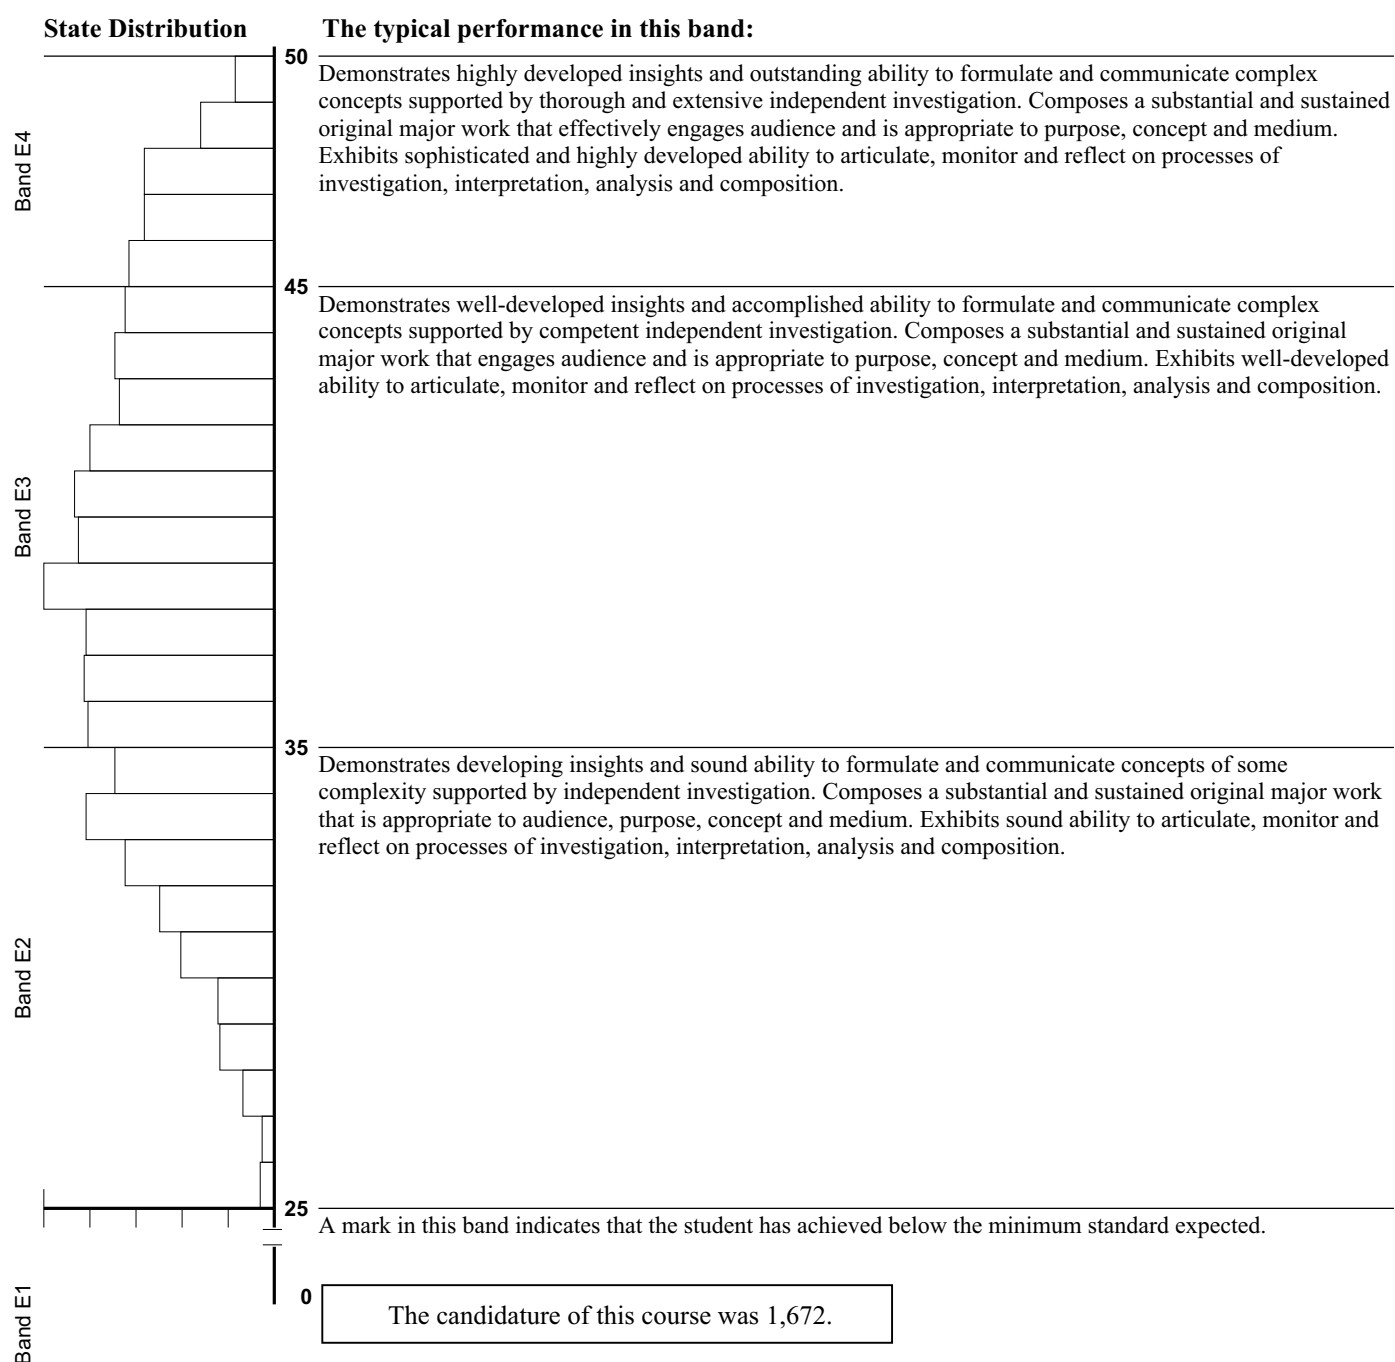 State Distribution
The typical performance in this band:
50
Demonstrates highly developed insights and outstanding ability to formulate and communicate complex
concepts supported by thorough and extensive independent investigation. Composes a substantial and sustained
original major work that effectively engages audience and is appropriate to purpose, concept and medium.
Exhibits sophisticated and highly developed ability to articulate, monitor and reflect on processes of
investigation, interpretation, analysis and composition.
Band E4
45
Demonstrates well-developed insights and accomplished ability to formulate and communicate complex
concepts supported by competent independent investigation. Composes a substantial and sustained original
major work that engages audience and is appropriate to purpose, concept and medium. Exhibits well-developed
ability to articulate, monitor and reflect on processes of investigation, interpretation, analysis and composition.
Band E3
35
Demonstrates developing insights and sound ability to formulate and communicate concepts of some
complexity supported by independent investigation. Composes a substantial and sustained original major work
that is appropriate to audience, purpose, concept and medium. Exhibits sound ability to articulate, monitor and
reflect on processes of investigation, interpretation, analysis and composition.
Band E2
25
A mark in this band indicates that the student has achieved below the minimum standard expected.
0
Band E1
The candidature of this course was 1,672.